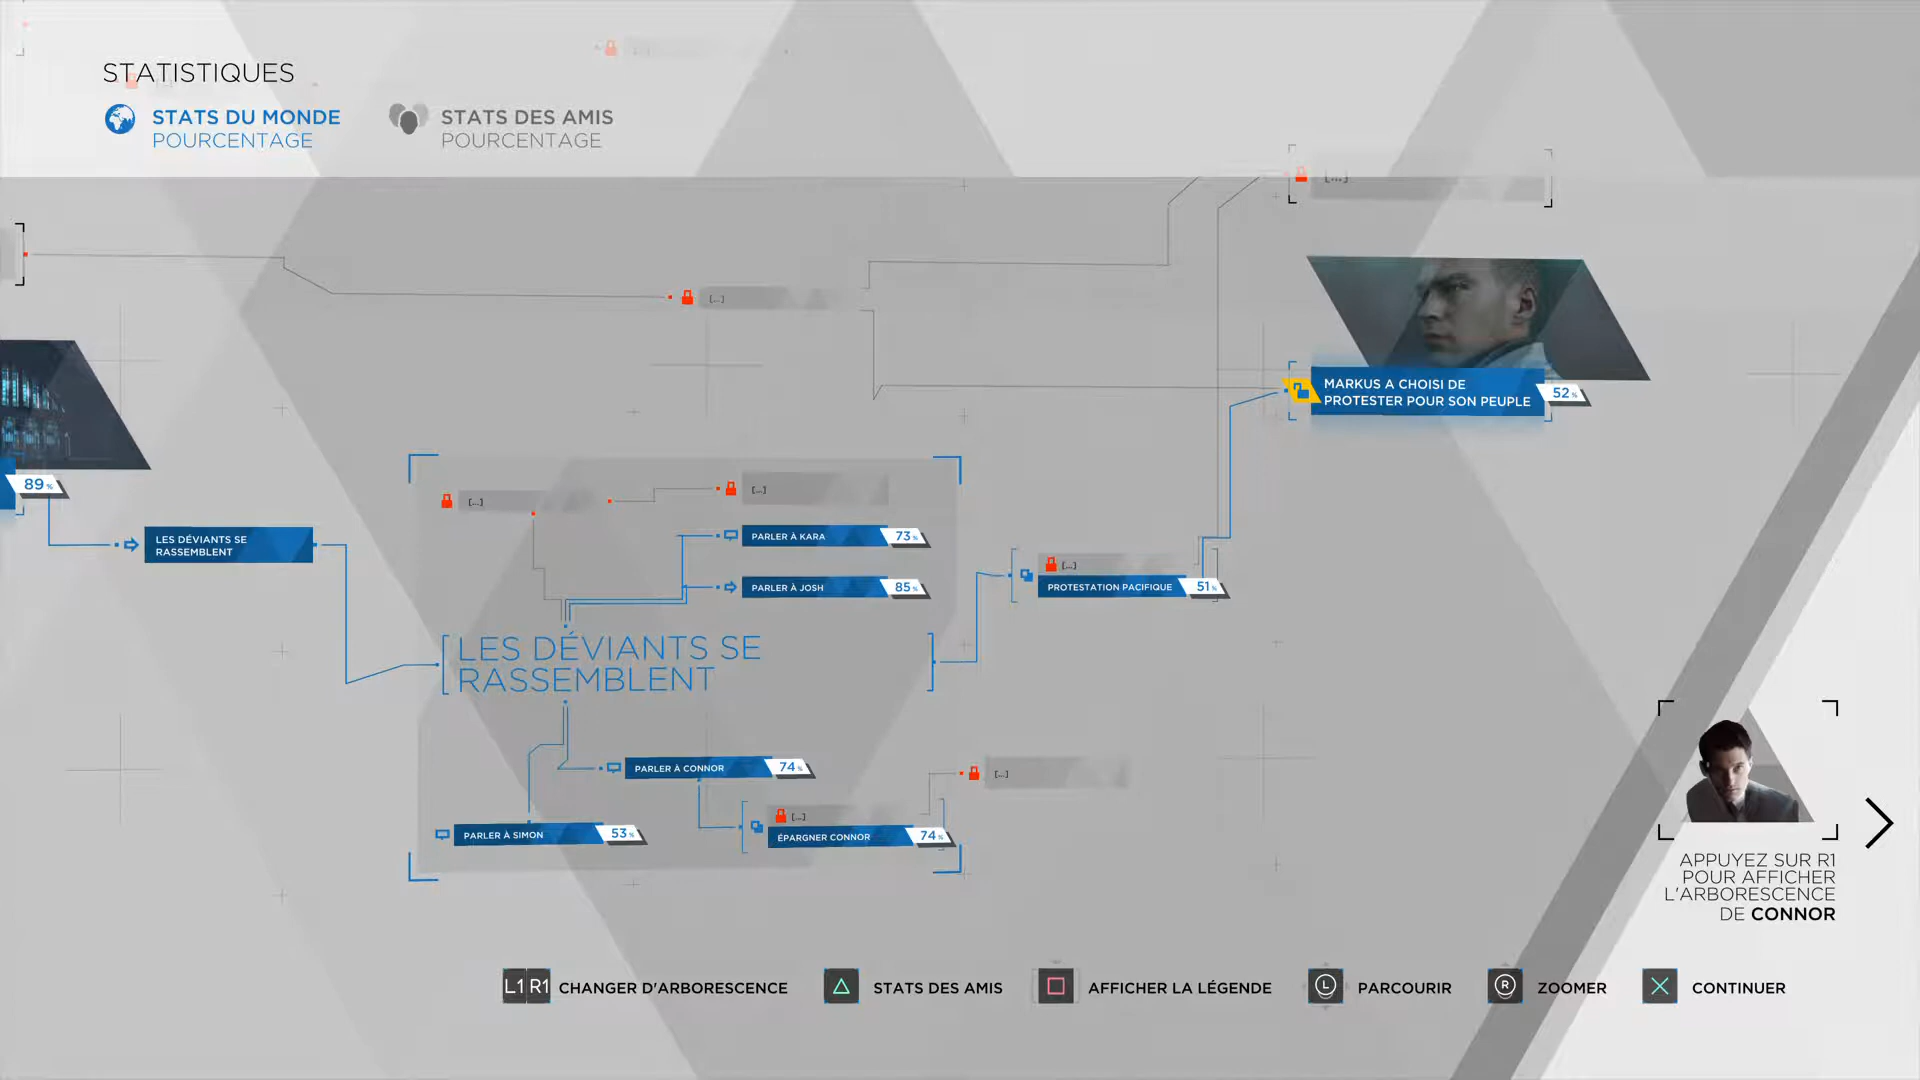 STATISTIQUES
STATS DU MONDE
POURCENTAGE
STATS DES AMIS
POURCENTAGE
[...]
[...]
MARKUS A CHOISI DE
PROTESTER POUR SON PEUPLE
52%
89%
LES DÉVIANTS SE
RASSEMBLENT
[...]
[...]
PARLER À KARA
73%
PARLER À JOSH
85%
[...]
PROTESTATION PACIFIQUE
51%
LES DÉVIANTS SE
RASSEMBLENT
PARLER À CONNOR
74%
[...]
PARLER À SIMON
53%
[...]
ÉPARGNER CONNOR
74%
APPUYEZ SUR R1
POUR AFFICHER
L'ARBORESCENCE
DE CONNOR
L1 R1 CHANGER D'ARBORESCENCE
STATS DES AMIS
AFFICHER LA LÉGENDE
L PARCOURIR
R ZOOMER
CONTINUER